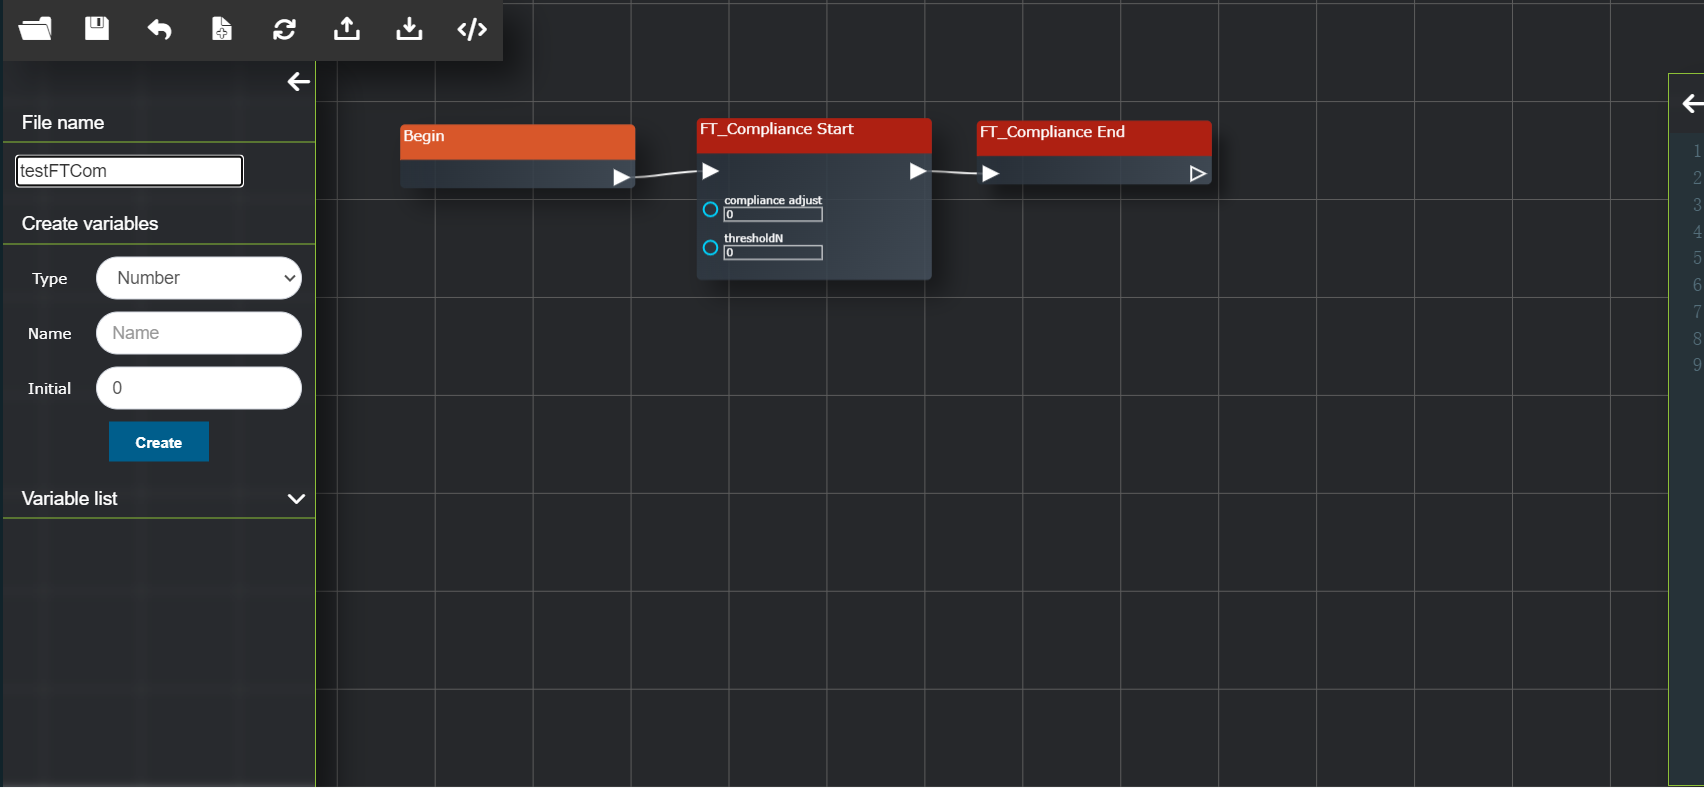 File name
testFTCom
Create variables
Type
Number
Name
Name
Initial
0
Create
Variable list
Begin
FT_Compliance Start
compliance adjust
0
thresholdN
0
FT_Compliance End
1
2
3
4
5
6
7
8
9